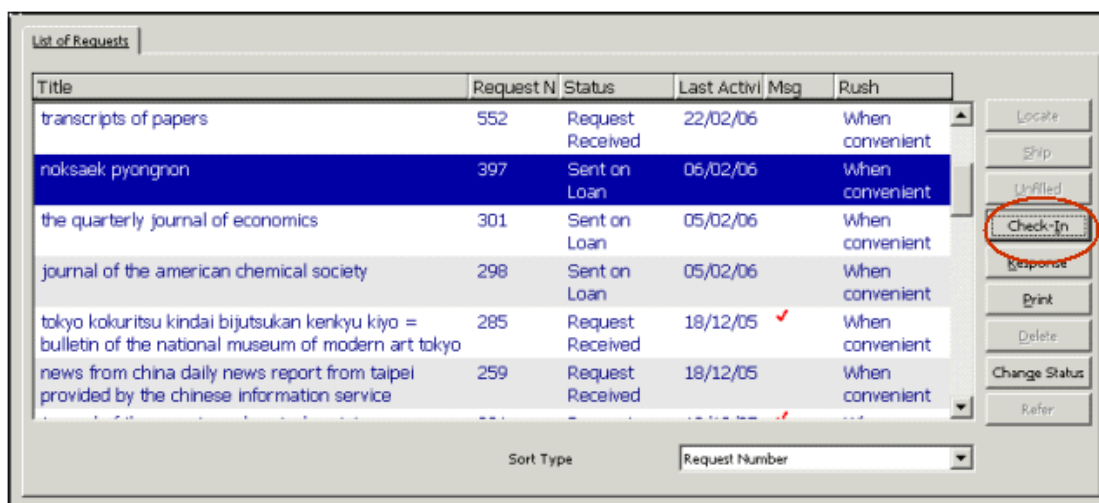 List of Requests
Title Request N Status Last Activi Msg Rush
transcripts of papers 552 Request Received 22/02/06 When convenient
noksaek pyongnon 397 Sent on Loan 06/02/06 When convenient
the quarterly journal of economics 301 Sent on Loan 05/02/06 When convenient
journal of the american chemical society 298 Sent on Loan 05/02/06 When convenient
tokyo kokuritsu kindai bijutsukan kenkyu kiyo =
bulletin of the national museum of modern art tokyo 285 Request Received 18/12/05 When convenient
news from china daily news report from taipei
provided by the chinese information service 259 Request Received 18/12/05 When convenient
Locate
Ship
Unfilled
Check-In
Response
Print
Delete
Change Status
Refer
Sort Type Request Number